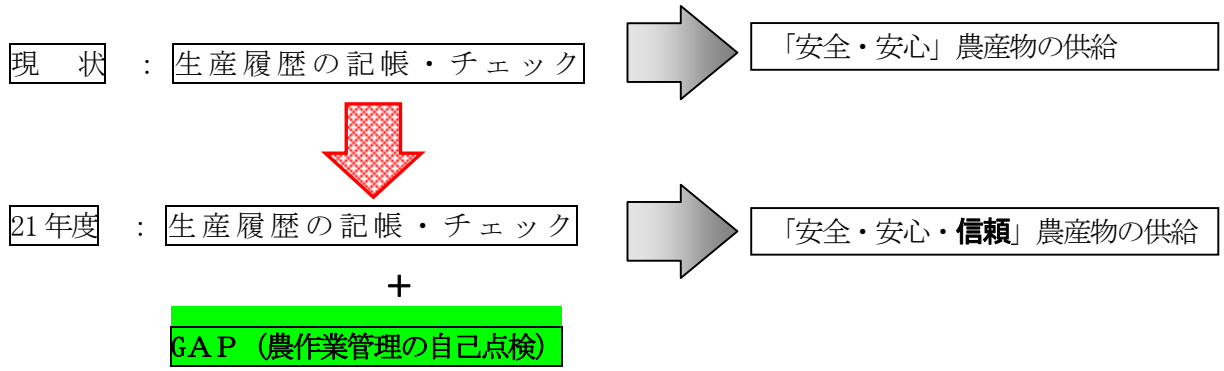 現　状　：　生産履歴の記帳・チェック
「安全・安心」農産物の供給
21年度　：　生産履歴の記帳・チェック
「安全・安心・信頼」農産物の供給
＋
GAP（農作業管理の自己点検）